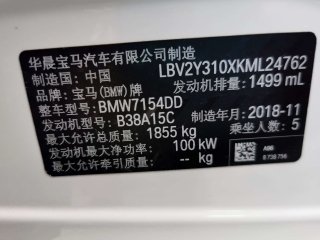 华晨宝马汽车有限公司制造
制造国：中国 LBV2Y310XKML24762
品牌：宝马(BMW)牌 发动机排量：1499 mL
整车型号：BMW7154DD
发动机型号：B38A15C 制造年月：2018-11
最大允许总质量：1855 kg 乘坐人数：5
发动机最大净功率：100 kW
最大允许牵引质量：-- kg
A96
8738756